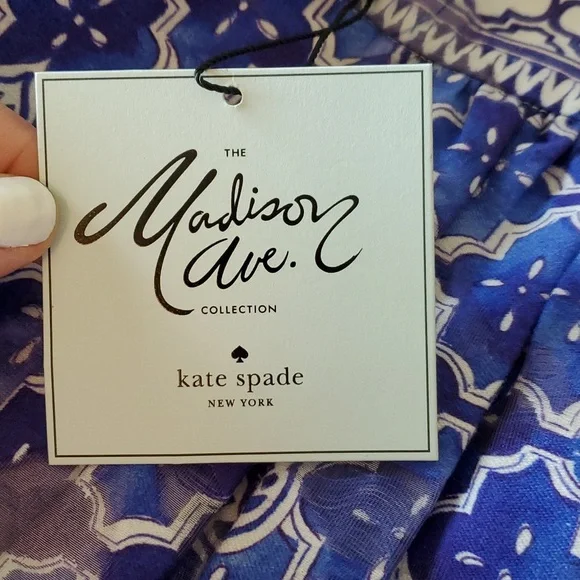 THE
Madison
Ave.
COLLECTION
kate spade
NEW YORK